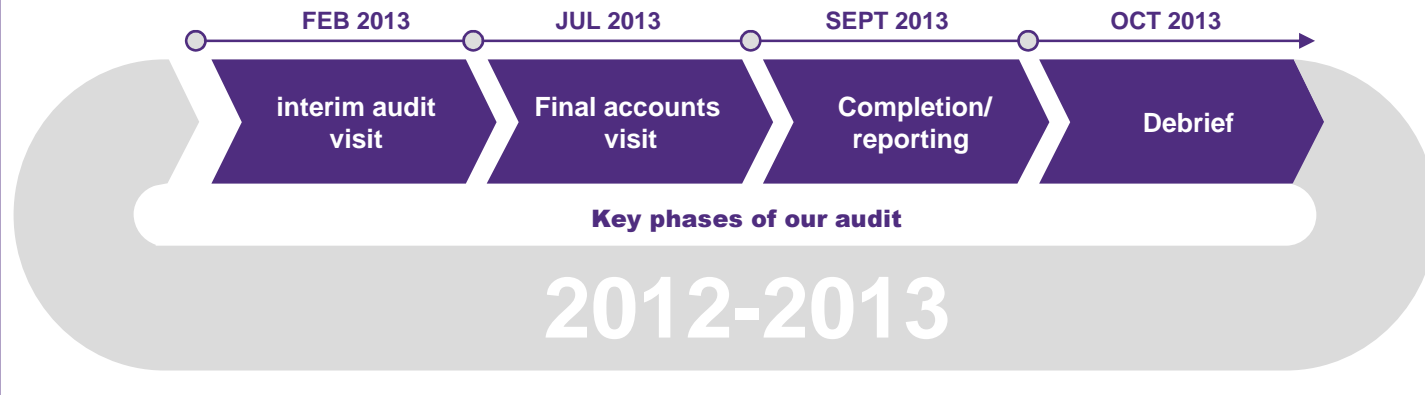 FEB 2013
JUL 2013
SEPT 2013
OCT 2013
interim audit
visit
Final accounts
visit
Completion/
reporting
Debrief
Key phases of our audit
2012-2013